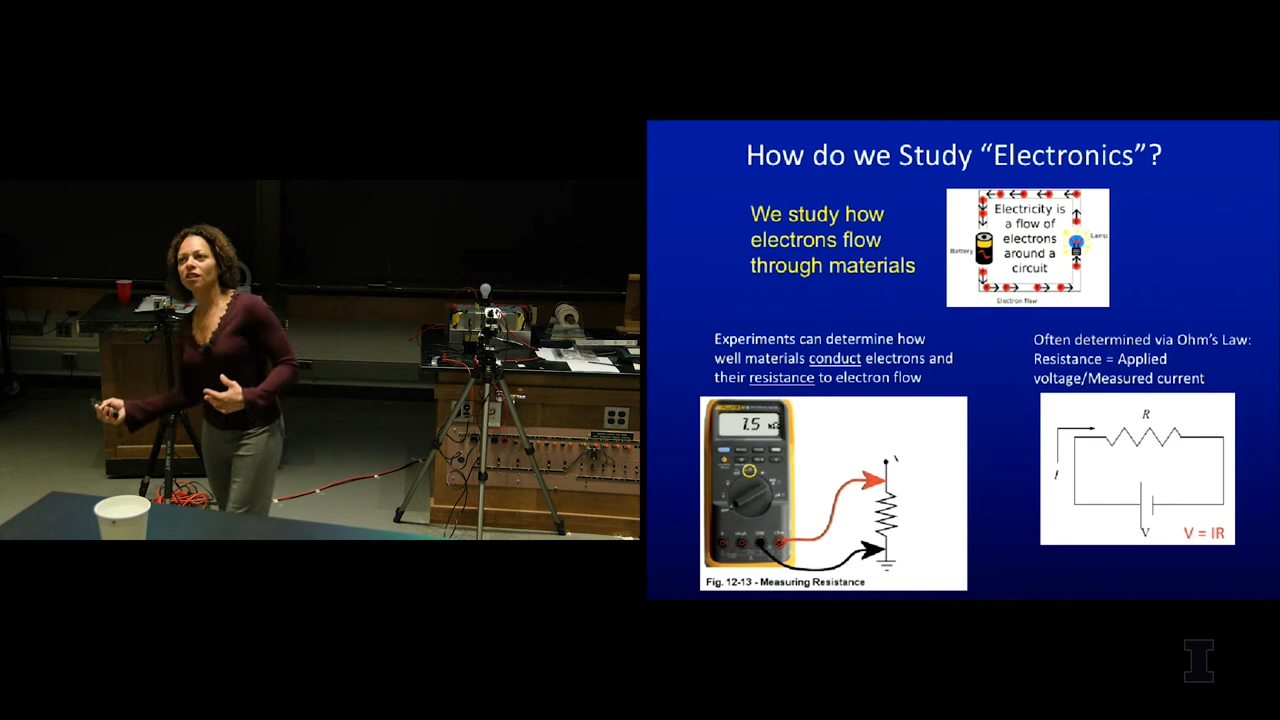 How do we Study “Electronics”?
We study how
electrons flow
through materials
Electricity is
a flow of
electrons
around a
circuit
Battery
Lamp
Electron flow
Experiments can determine how
well materials conduct electrons and
their resistance to electron flow
Often determined via Ohm’s Law:
Resistance = Applied
voltage/Measured current
7.5 kΩ
Fig. 12-13 - Measuring Resistance
R
I
V
V = IR
I